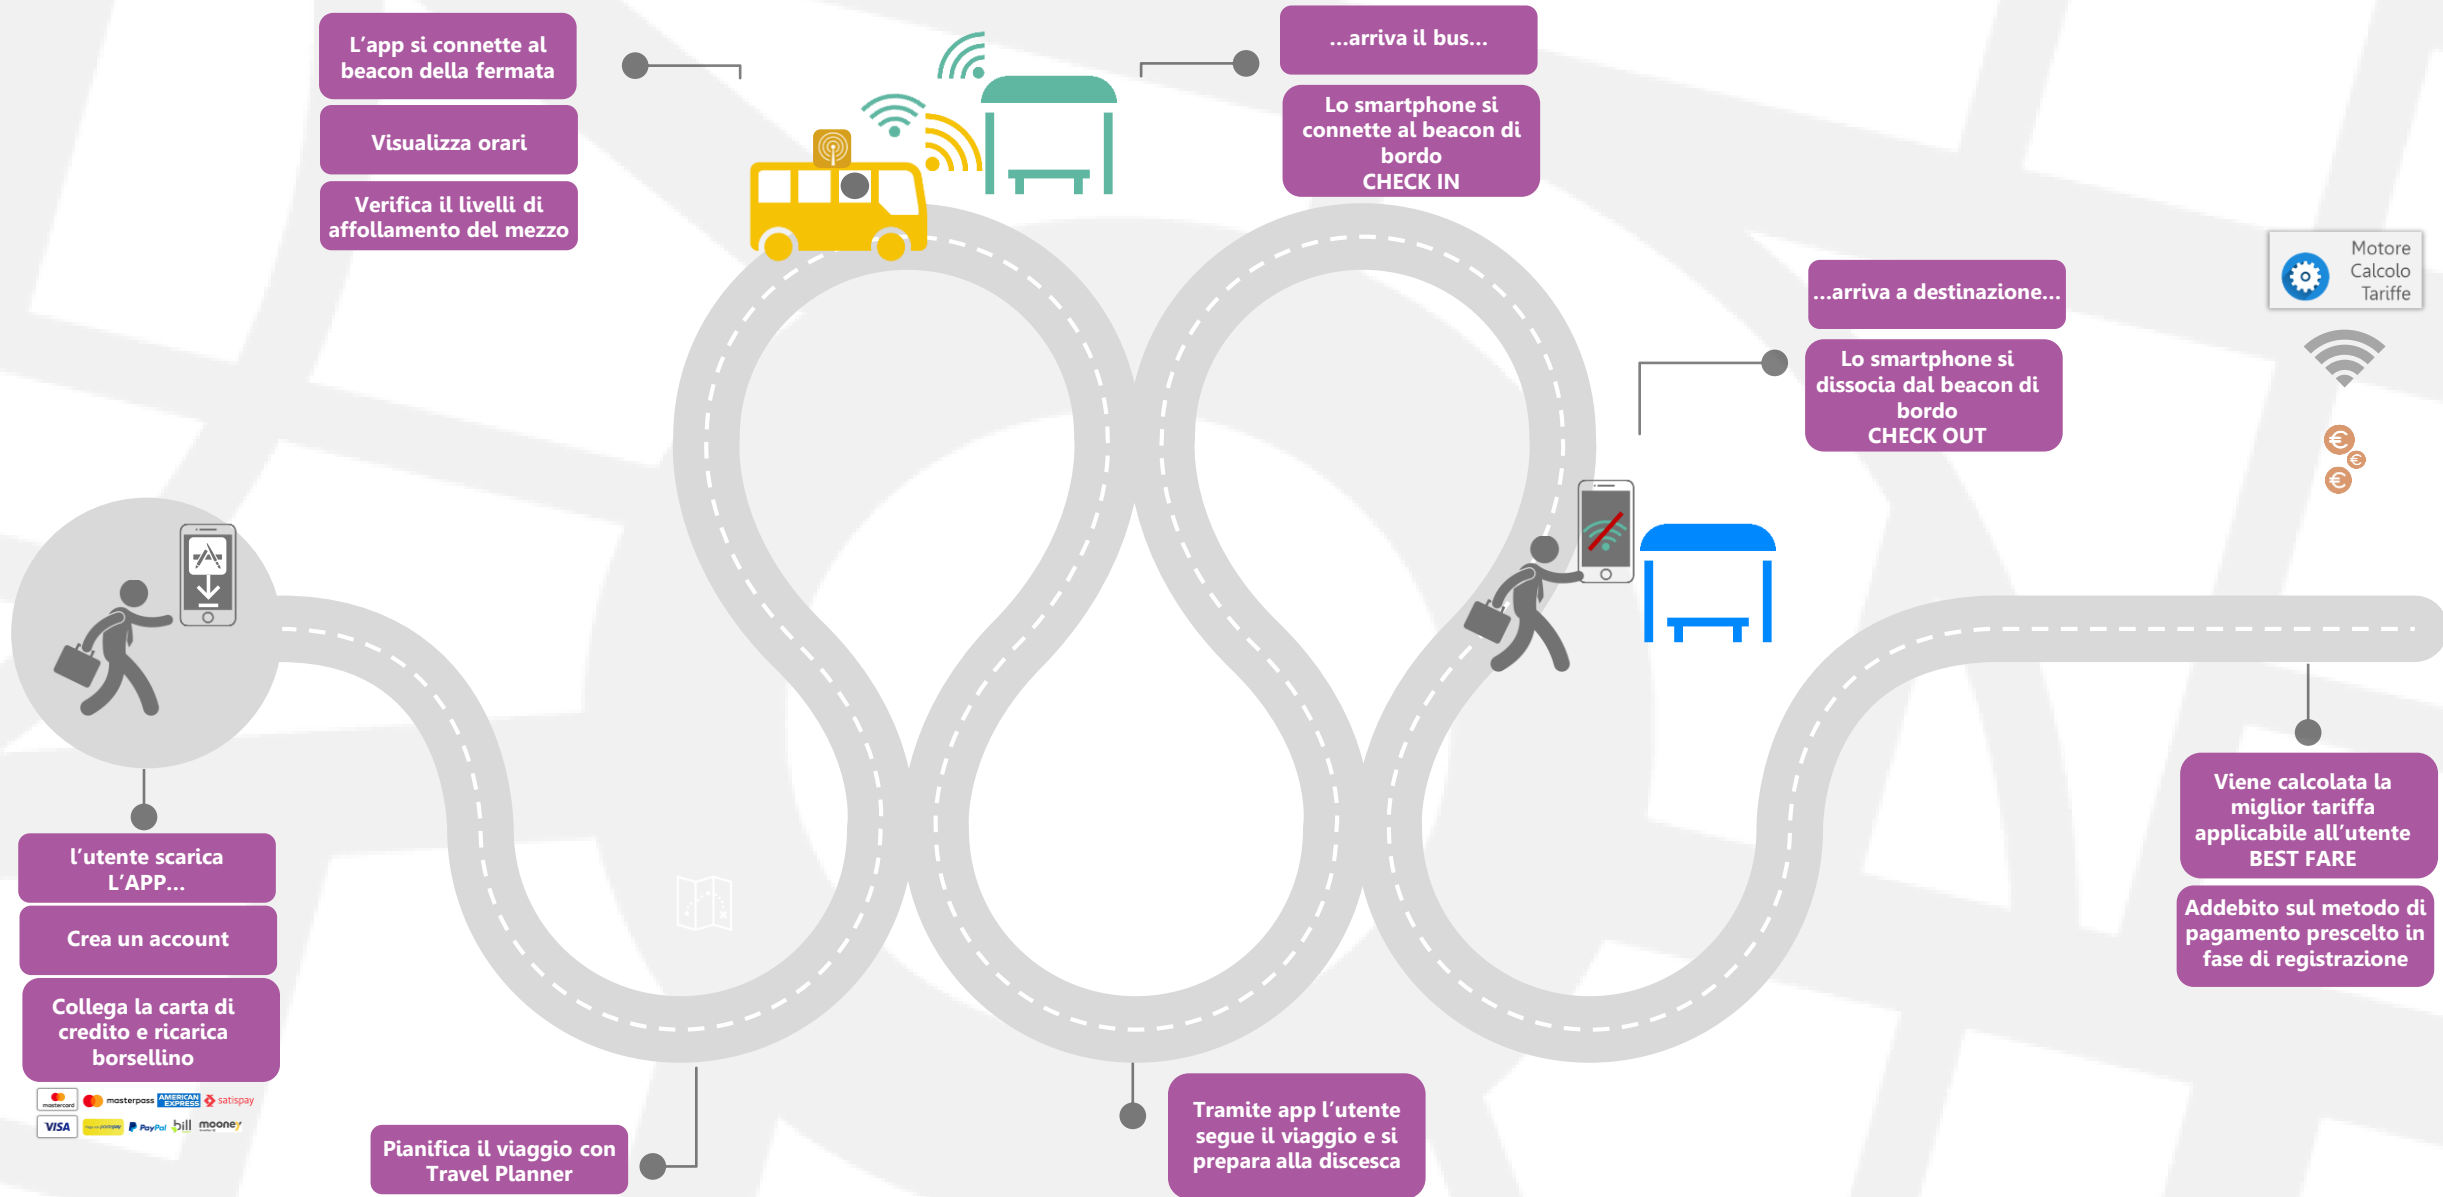 L'app si connette al
beacon della fermata
Visualizza orari
Verifica il livelli di
affollamento del mezzo
...arriva il bus...
Lo smartphone si
connette al beacon di
bordo
CHECK IN
...arriva a destinazione...
Lo smartphone si
dissocia dal beacon di
bordo
CHECK OUT
Motore
Calcolo
Tariffe
l'utente scarica
L'APP...
Crea un account
Collega la carta di
credito e ricarica
borsellino
mastercard masterpass AMERICAN EXPRESS satispay
VISA postepay PayPal bill mooney
Pianifica il viaggio con
Travel Planner
Tramite app l'utente
segue il viaggio e si
prepara alla discesca
Viene calcolata la
miglior tariffa
applicabile all'utente
BEST FARE
Addebito sul metodo di
pagamento prescelto in
fase di registrazione